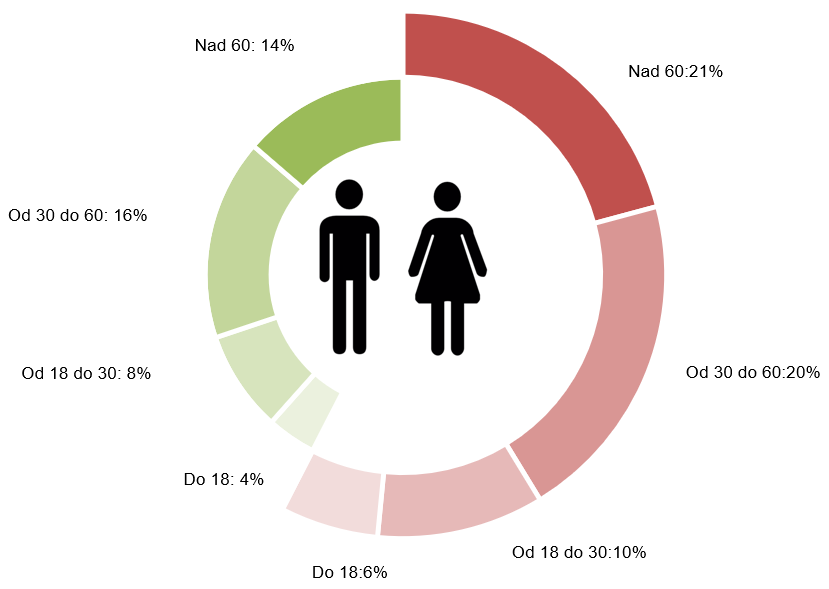 Nad 60: 14%
Nad 60:21%
Od 30 do 60: 16%
Od 30 do 60:20%
Od 18 do 30: 8%
Do 18: 4%
Od 18 do 30:10%
Do 18:6%